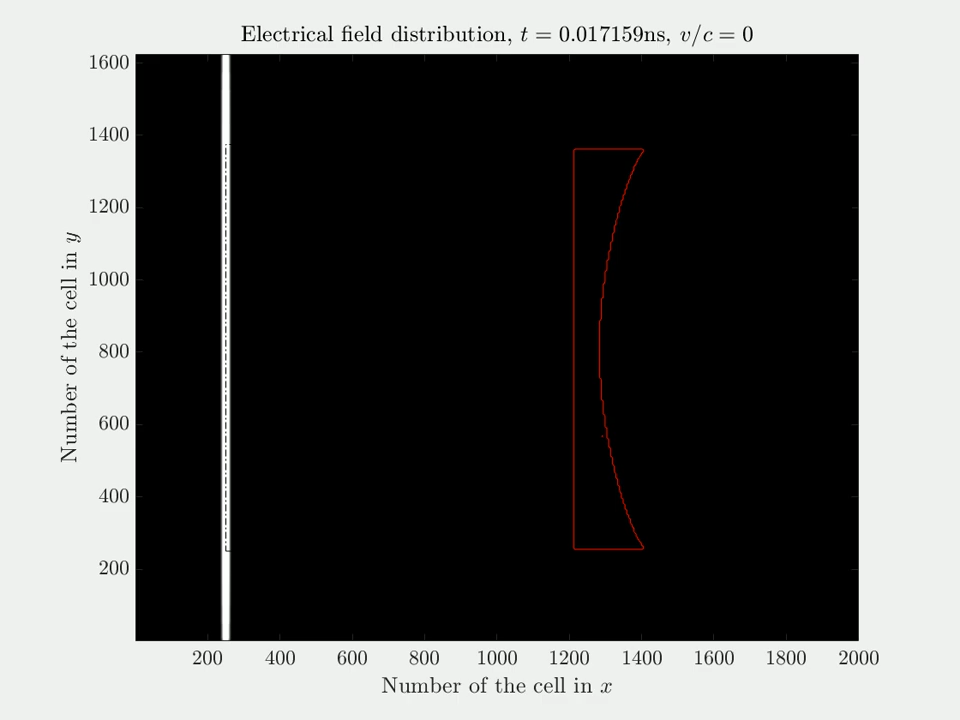 Electrical field distribution, t = 0.017159ns, v/c = 0
1600
1400
1200
1000
800
600
400
200
Number of the cell in y
200 400 600 800 1000 1200 1400 1600 1800 2000
Number of the cell in x